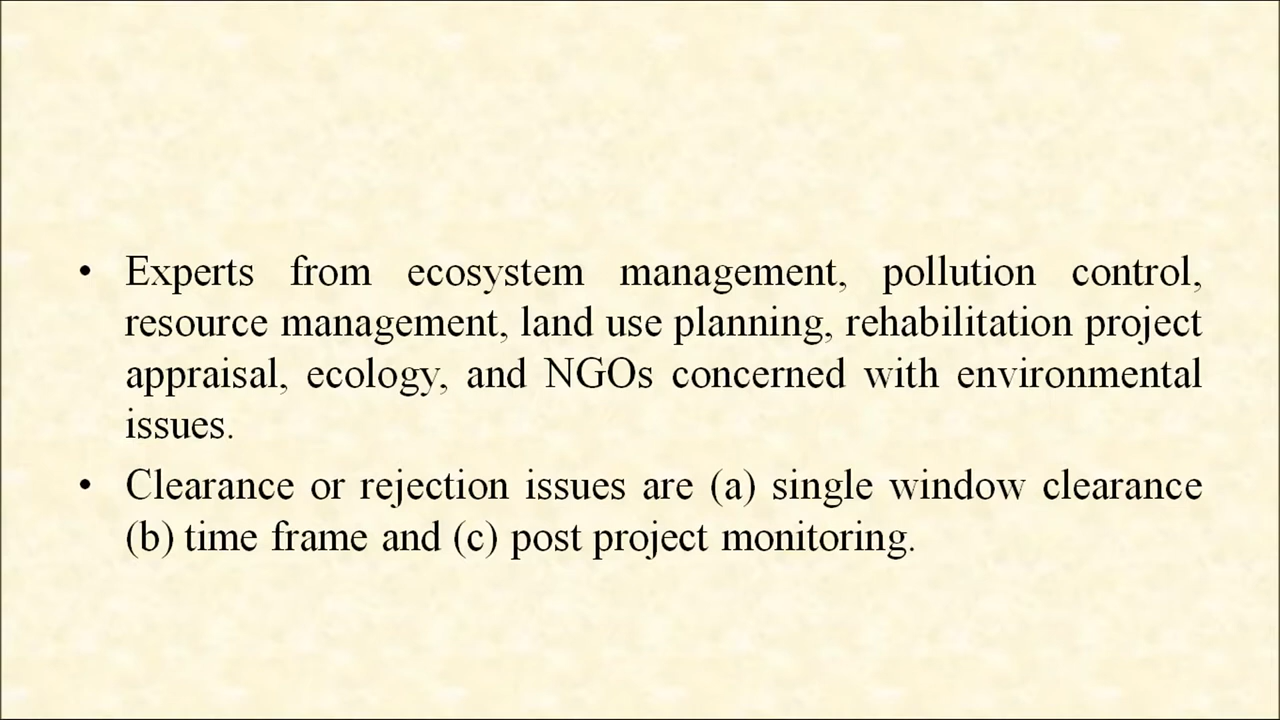 • Experts from ecosystem management, pollution control,
resource management, land use planning, rehabilitation project
appraisal, ecology, and NGOs concerned with environmental
issues.
• Clearance or rejection issues are (a) single window clearance
(b) time frame and (c) post project monitoring.